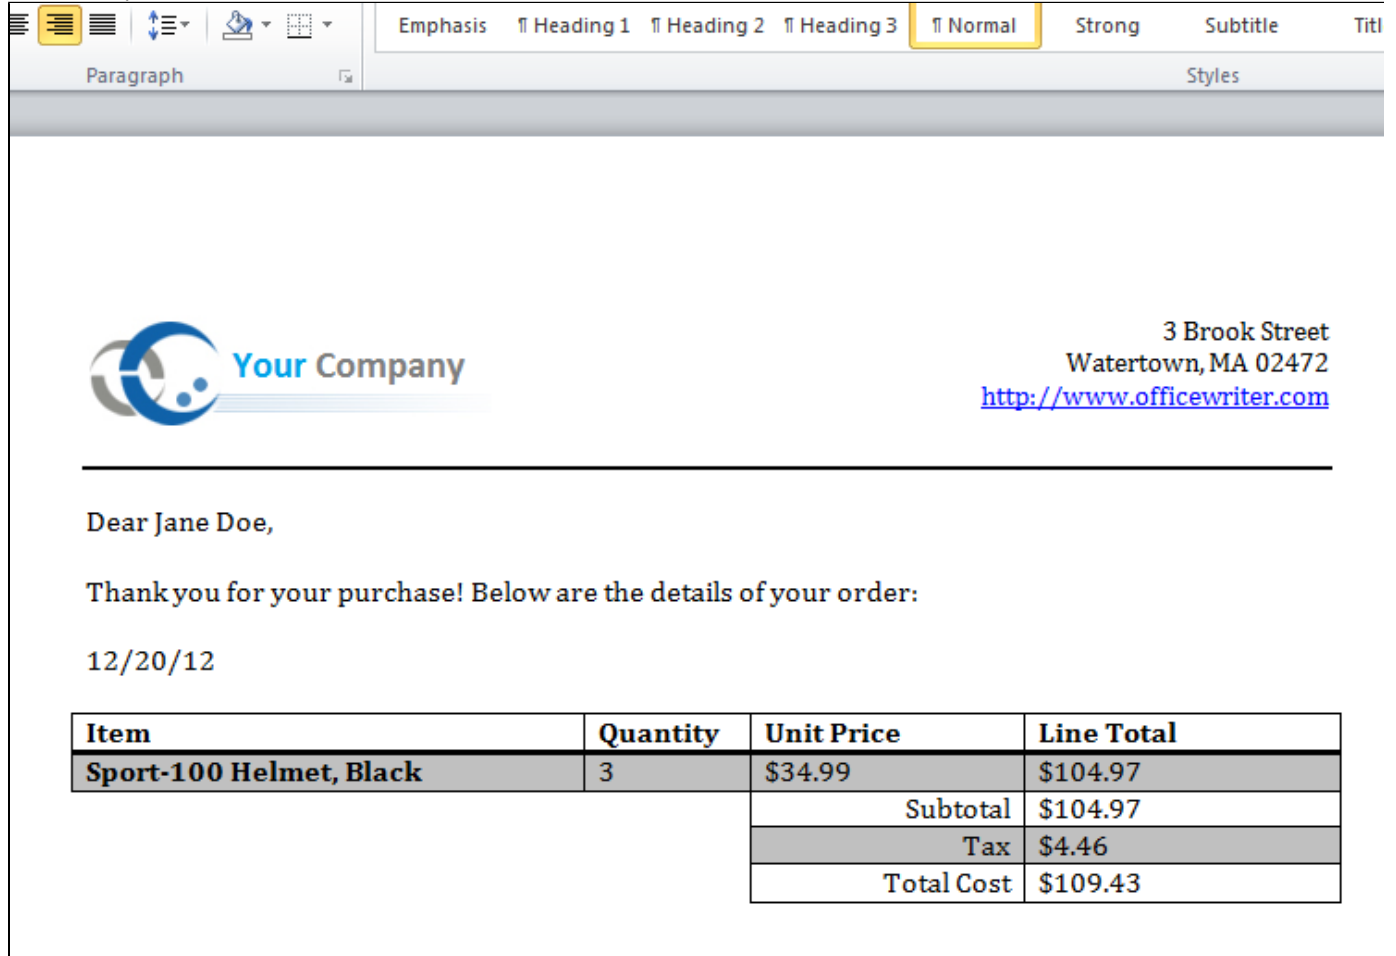 Emphasis ¶ Heading 1 ¶ Heading 2 ¶ Heading 3 ¶ Normal Strong Subtitle Titl
Paragraph Styles
Your Company
3 Brook Street
Watertown, MA 02472
http://www.officewriter.com
Dear Jane Doe,
Thank you for your purchase! Below are the details of your order:
12/20/12
Item Quantity Unit Price Line Total
Sport-100 Helmet, Black 3 $34.99 $104.97
Subtotal $104.97
Tax $4.46
Total Cost $109.43